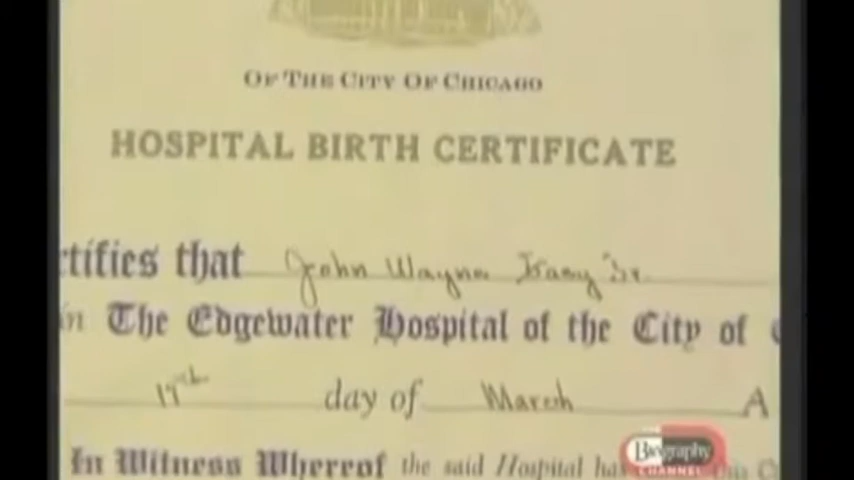 OF THE CITY OF CHICAGO
HOSPITAL BIRTH CERTIFICATE
rtifies that John Wayne Gacy Jr.
in The Edgewater Hospital of the City of
17th day of March A
In Witness Whereof the said Hospital has
Biography
CHANNEL